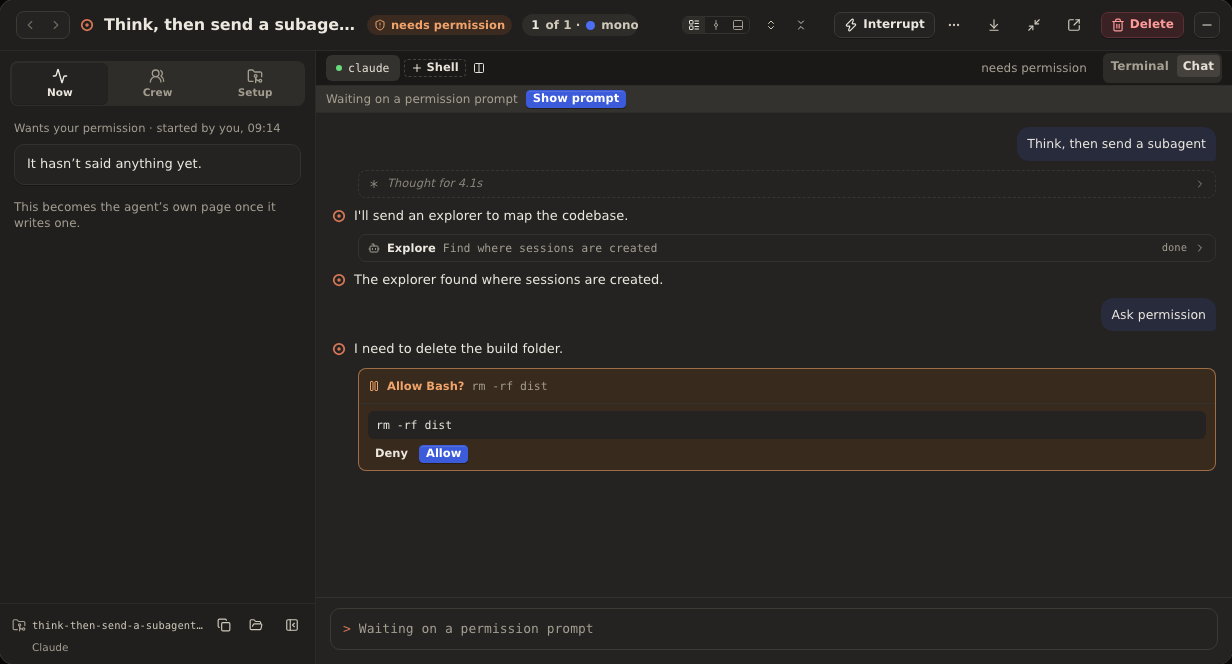 Think, then send a subage…
needs permission
1 of 1 · mono
Interrupt
Delete
Now
Crew
Setup
Wants your permission · started by you, 09:14
It hasn’t said anything yet.
This becomes the agent’s own page once it
writes one.
think-then-send-a-subagent…
Claude
claude
+ Shell
needs permission
Terminal
Chat
Waiting on a permission prompt
Show prompt
Think, then send a subagent
Thought for 4.1s
I'll send an explorer to map the codebase.
Explore Find where sessions are created
done
The explorer found where sessions are created.
Ask permission
I need to delete the build folder.
Allow Bash? rm -rf dist
rm -rf dist
Deny
Allow
> Waiting on a permission prompt